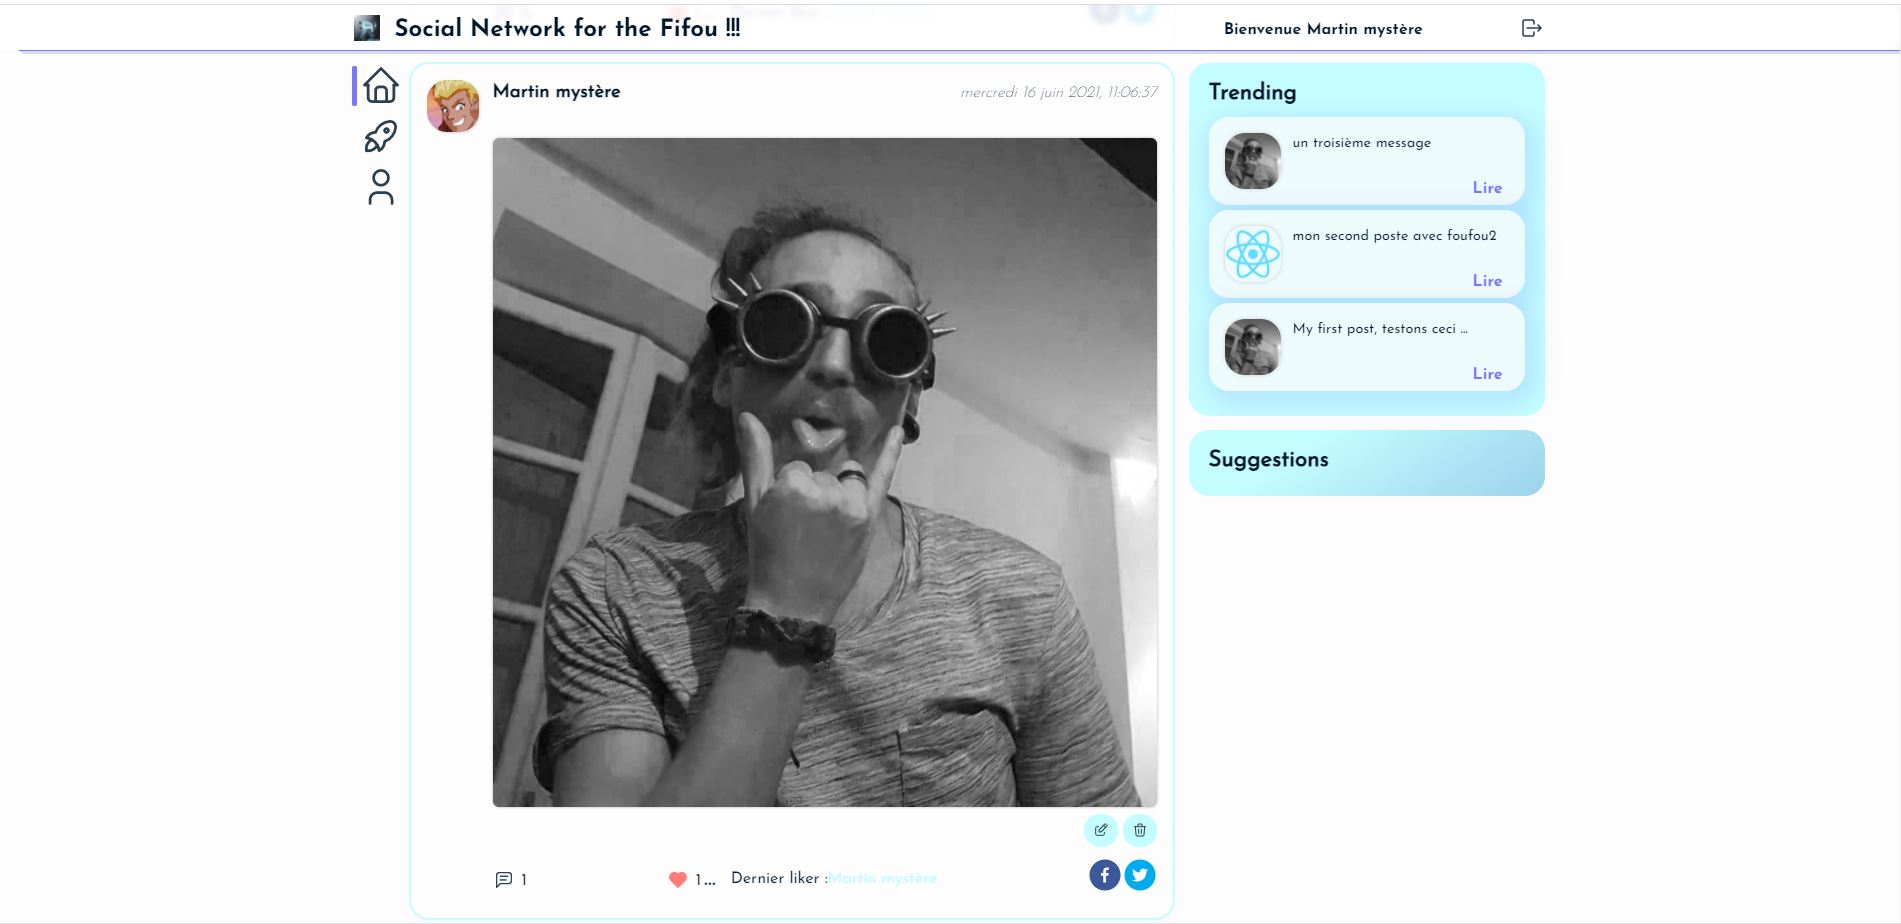 Social Network for the Fifou !!!
Bienvenue Martin mystère
Martin mystère
mercredi 16 juin 2021, 11:06:37
1
1...
Dernier liker :Martin mystère
Trending
un troisième message
Lire
mon second poste avec foufou2
Lire
My first post, testons ceci ...
Lire
Suggestions